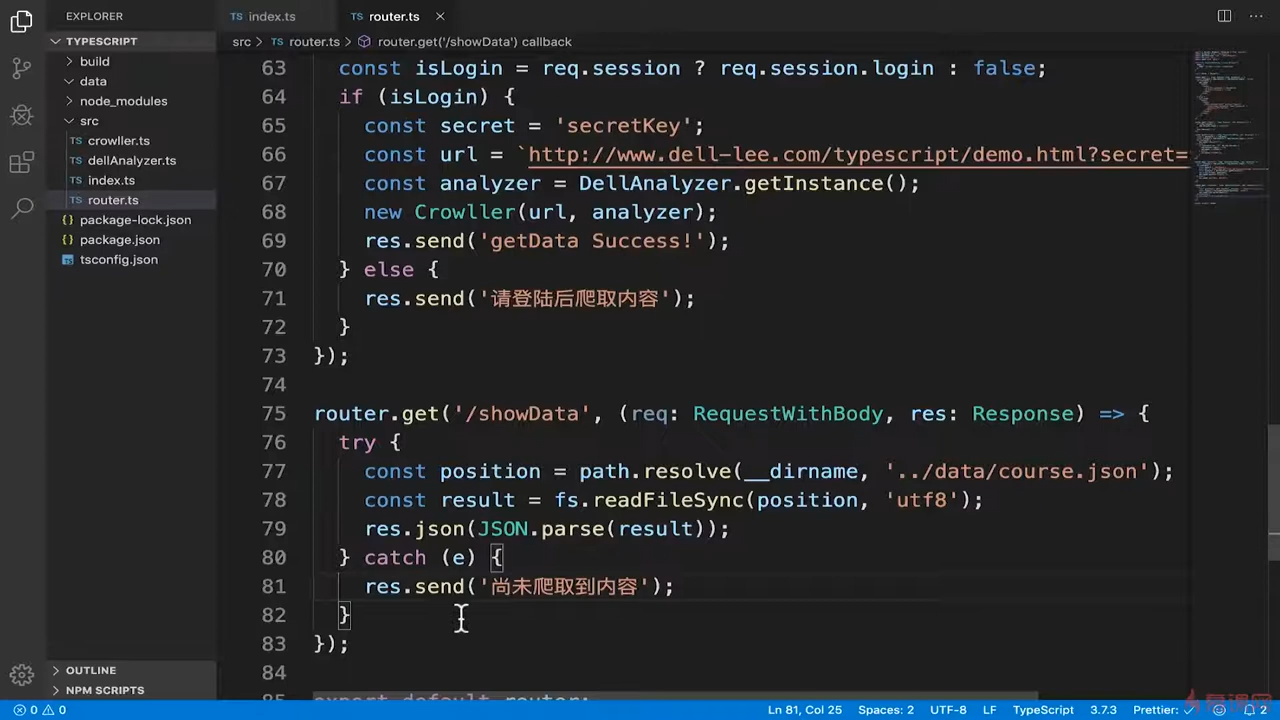 EXPLORER
TS index.ts
TS router.ts
TYPESCRIPT
src > TS router.ts > router.get('/showData') callback
build
data
node_modules
src
TS crowller.ts
TS dellAnalyzer.ts
TS index.ts
TS router.ts
{} package-lock.json
{} package.json
tsconfig.json
63 const isLogin = req.session ? req.session.login : false;
64 if (isLogin) {
65 const secret = 'secretKey';
66 const url = `http://www.dell-lee.com/typescript/demo.html?secret=
67 const analyzer = DellAnalyzer.getInstance();
68 new Crowller(url, analyzer);
69 res.send('getData Success!');
70 } else {
71 res.send('请登陆后爬取内容');
72 }
73 });
74
75 router.get('/showData', (req: RequestWithBody, res: Response) => {
76 try {
77 const position = path.resolve(__dirname, '../data/course.json');
78 const result = fs.readFileSync(position, 'utf8');
79 res.json(JSON.parse(result));
80 } catch (e) {
81 res.send('尚未爬取到内容');
82 }
83 });
84
85 export default router;
OUTLINE
NPM SCRIPTS
0 0
Ln 81, Col 25
Spaces: 2
UTF-8
LF
TypeScript
3.7.3
Prettier: ✓
2